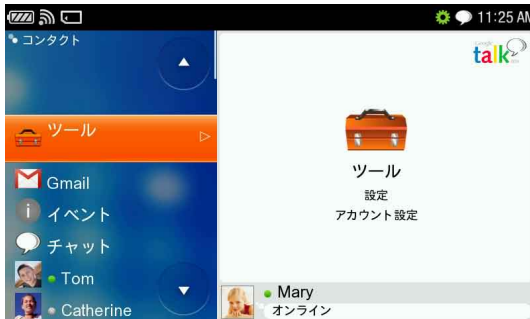 11:25 AM
コンタクト
ツール
Gmail
イベント
チャット
Tom
Catherine
Google
talk
ツール
設定
アカウント設定
Mary
オンライン